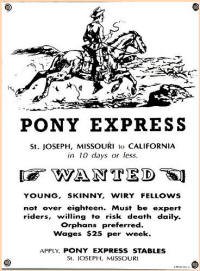 PONY EXPRESS
St. JOSEPH, MISSOURI to CALIFORNIA
in 10 days or less.
WANTED
YOUNG, SKINNY, WIRY FELLOWS
not over eighteen. Must be expert
riders, willing to risk death daily.
Orphans preferred.
Wages $25 per week.
APPLY, PONY EXPRESS STABLES
St. JOSEPH, MISSOURI